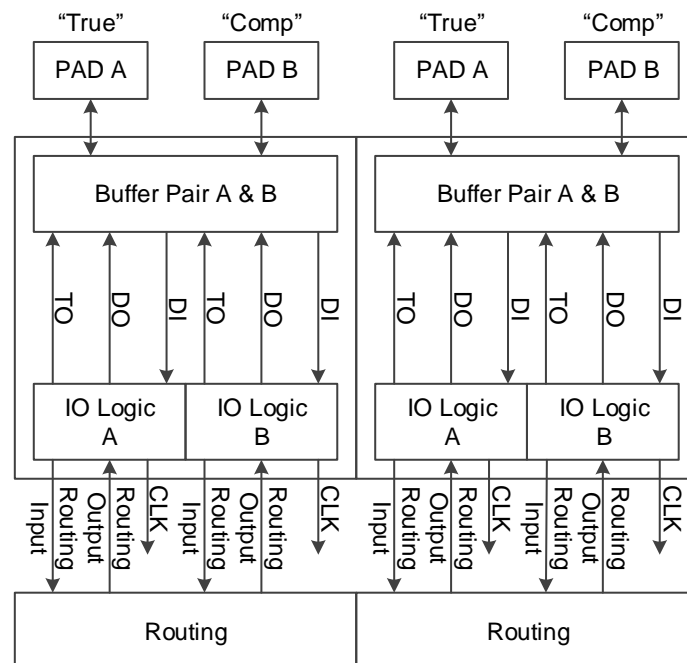 “True”
“Comp”
“True”
“Comp”
PAD A
PAD B
PAD A
PAD B
Buffer Pair A & B
Buffer Pair A & B
TO
DO
DI
TO
DO
DI
TO
DO
DI
TO
DO
DI
IO Logic
A
IO Logic
B
IO Logic
A
IO Logic
B
Routing
Input
Routing
Output
CLK
Routing
Input
Routing
Output
CLK
Routing
Input
Routing
Output
CLK
Routing
Input
Routing
Output
CLK
Routing
Routing